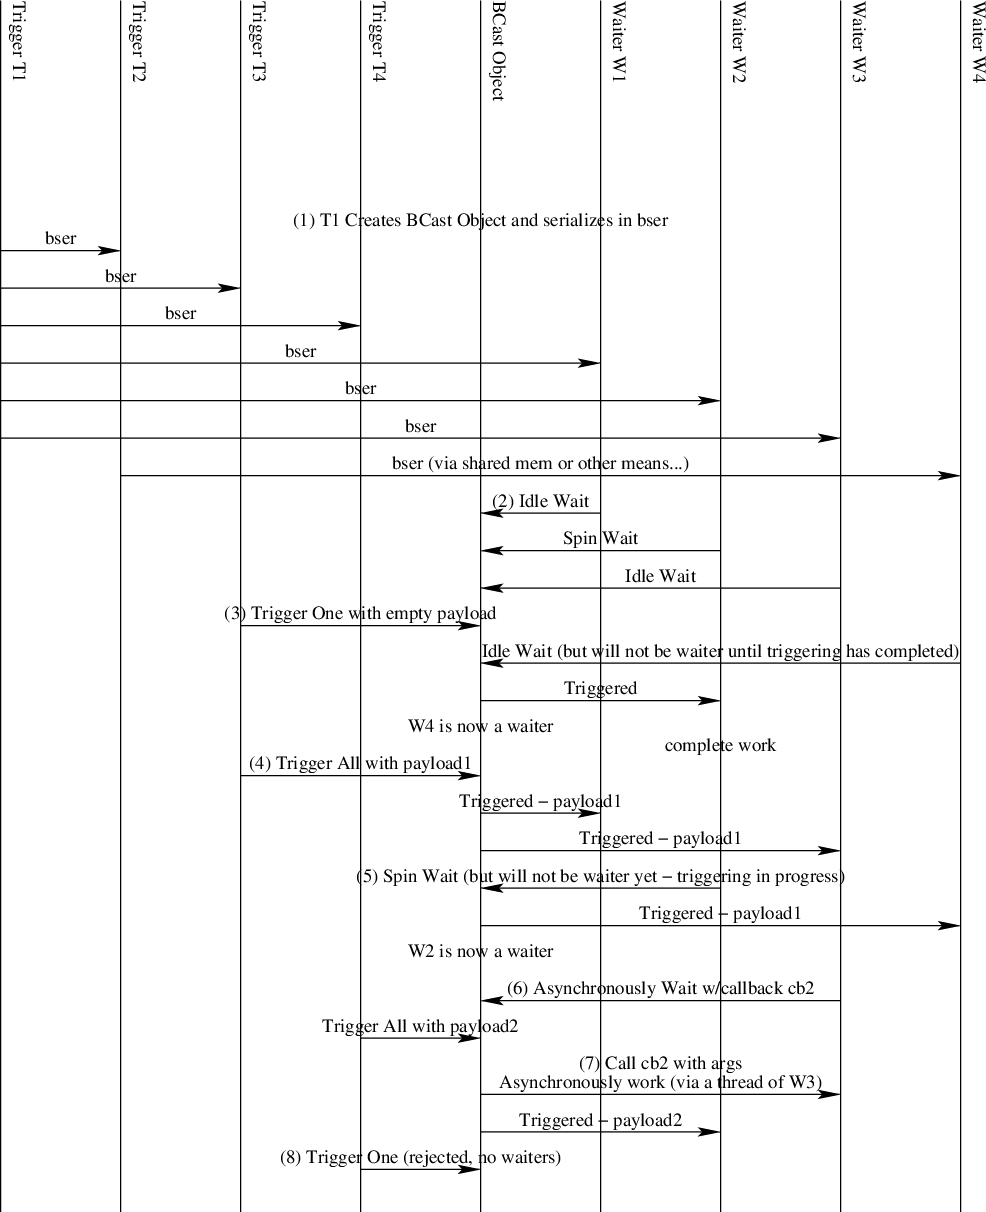 Trigger T1
Trigger T2
Trigger T3
Trigger T4
BCast Object
Waiter W1
Waiter W2
Waiter W3
Waiter W4
(1) T1 Creates BCast Object and serializes in bser
bser
bser
bser
bser
bser
bser
bser (via shared mem or other means...)
(2) Idle Wait
Spin Wait
Idle Wait
(3) Trigger One with empty payload
Idle Wait (but will not be waiter until triggering has completed)
Triggered
W4 is now a waiter
complete work
(4) Trigger All with payload1
Triggered − payload1
Triggered − payload1
(5) Spin Wait (but will not be waiter yet − triggering in progress)
Triggered − payload1
W2 is now a waiter
(6) Asynchronously Wait w/callback cb2
Trigger All with payload2
(7) Call cb2 with args
Asynchronously work (via a thread of W3)
Triggered − payload2
(8) Trigger One (rejected, no waiters)